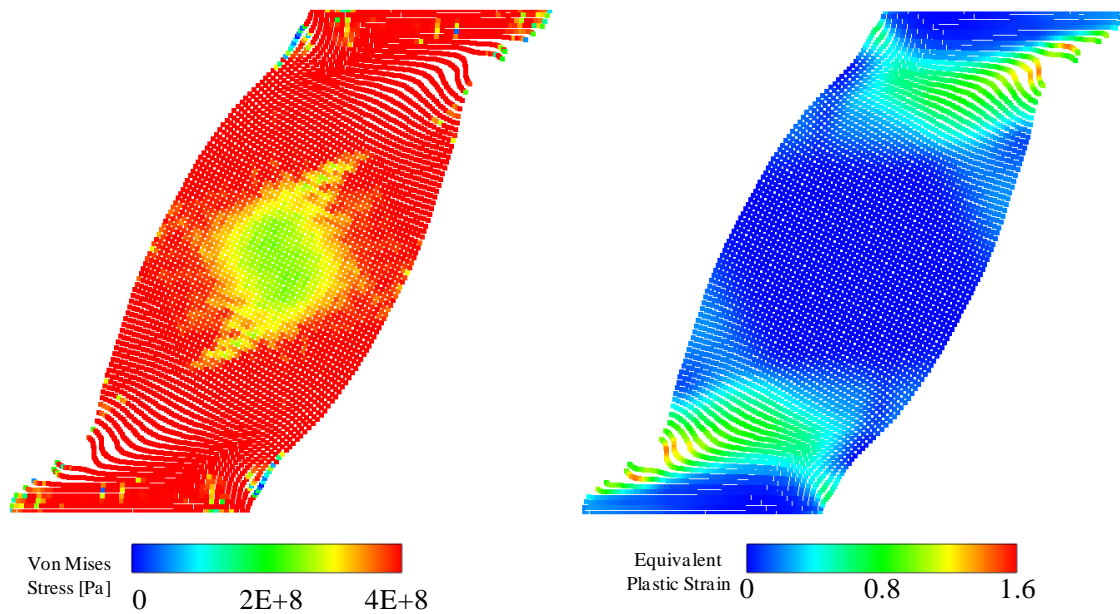 Von Mises
Stress [Pa]
0
2E+8
4E+8
Equivalent
Plastic Strain
0
0.8
1.6